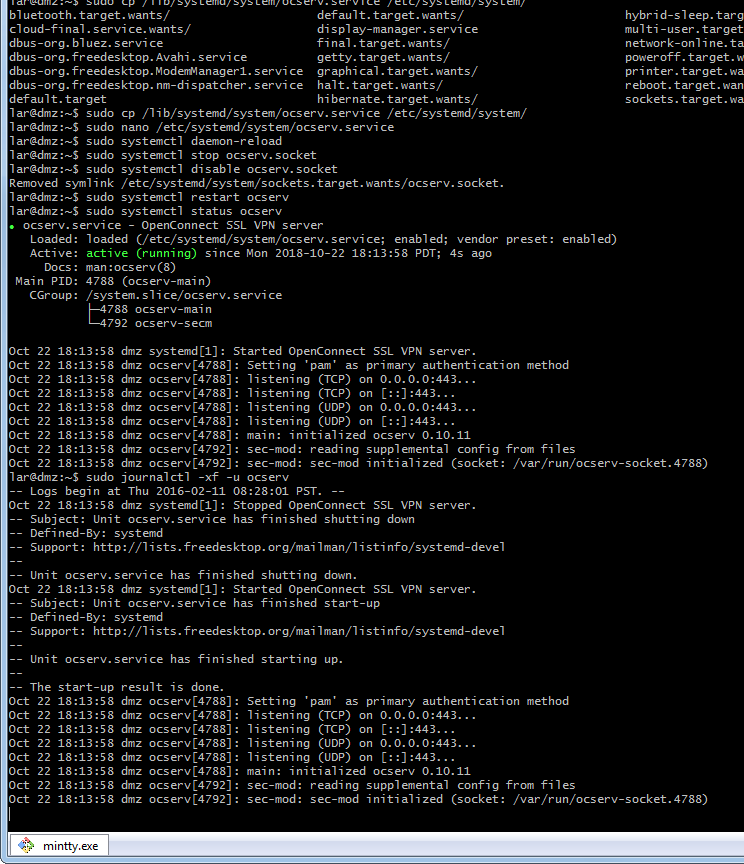 lar@dmz:~$ sudo cp /lib/systemd/system/ocserv.service /etc/systemd/system/
bluetooth.target.wants/ default.target.wants/ hybrid-sleep.targ
cloud-final.service.wants/ display-manager.service multi-user.target
dbus-org.bluez.service final.target.wants/ network-online.ta
dbus-org.freedesktop.Avahi.service getty.target.wants/ poweroff.target.w
dbus-org.freedesktop.ModemManager1.service graphical.target.wants/ printer.target.wa
dbus-org.freedesktop.nm-dispatcher.service halt.target.wants/ reboot.target.wan
default.target hibernate.target.wants/ sockets.target.wa
lar@dmz:~$ sudo cp /lib/systemd/system/ocserv.service /etc/systemd/system/
lar@dmz:~$ sudo nano /etc/systemd/system/ocserv.service
lar@dmz:~$ sudo systemctl daemon-reload
lar@dmz:~$ sudo systemctl stop ocserv.socket
lar@dmz:~$ sudo systemctl disable ocserv.socket
Removed symlink /etc/systemd/system/sockets.target.wants/ocserv.socket.
lar@dmz:~$ sudo systemctl restart ocserv
lar@dmz:~$ sudo systemctl status ocserv
● ocserv.service - OpenConnect SSL VPN server
Loaded: loaded (/etc/systemd/system/ocserv.service; enabled; vendor preset: enabled)
Active: active (running) since Mon 2018-10-22 18:13:58 PDT; 4s ago
Docs: man:ocserv(8)
Main PID: 4788 (ocserv-main)
CGroup: /system.slice/ocserv.service
├─4788 ocserv-main
└─4792 ocserv-secm
Oct 22 18:13:58 dmz systemd[1]: Started OpenConnect SSL VPN server.
Oct 22 18:13:58 dmz ocserv[4788]: Setting 'pam' as primary authentication method
Oct 22 18:13:58 dmz ocserv[4788]: listening (TCP) on 0.0.0.0:443...
Oct 22 18:13:58 dmz ocserv[4788]: listening (TCP) on [::]:443...
Oct 22 18:13:58 dmz ocserv[4788]: listening (UDP) on 0.0.0.0:443...
Oct 22 18:13:58 dmz ocserv[4788]: listening (UDP) on [::]:443...
Oct 22 18:13:58 dmz ocserv[4788]: main: initialized ocserv 0.10.11
Oct 22 18:13:58 dmz ocserv[4792]: sec-mod: reading supplemental config from files
Oct 22 18:13:58 dmz ocserv[4792]: sec-mod: sec-mod initialized (socket: /var/run/ocserv-socket.4788)
lar@dmz:~$ sudo journalctl -xf -u ocserv
-- Logs begin at Thu 2016-02-11 08:28:01 PST. --
Oct 22 18:13:58 dmz systemd[1]: Stopped OpenConnect SSL VPN server.
-- Subject: Unit ocserv.service has finished shutting down
-- Defined-By: systemd
-- Support: http://lists.freedesktop.org/mailman/listinfo/systemd-devel
--
-- Unit ocserv.service has finished shutting down.
Oct 22 18:13:58 dmz systemd[1]: Started OpenConnect SSL VPN server.
-- Subject: Unit ocserv.service has finished start-up
-- Defined-By: systemd
-- Support: http://lists.freedesktop.org/mailman/listinfo/systemd-devel
--
-- Unit ocserv.service has finished starting up.
--
-- The start-up result is done.
Oct 22 18:13:58 dmz ocserv[4788]: Setting 'pam' as primary authentication method
Oct 22 18:13:58 dmz ocserv[4788]: listening (TCP) on 0.0.0.0:443...
Oct 22 18:13:58 dmz ocserv[4788]: listening (TCP) on [::]:443...
Oct 22 18:13:58 dmz ocserv[4788]: listening (UDP) on 0.0.0.0:443...
Oct 22 18:13:58 dmz ocserv[4788]: listening (UDP) on [::]:443...
Oct 22 18:13:58 dmz ocserv[4788]: main: initialized ocserv 0.10.11
Oct 22 18:13:58 dmz ocserv[4792]: sec-mod: reading supplemental config from files
Oct 22 18:13:58 dmz ocserv[4792]: sec-mod: sec-mod initialized (socket: /var/run/ocserv-socket.4788)
mintty.exe